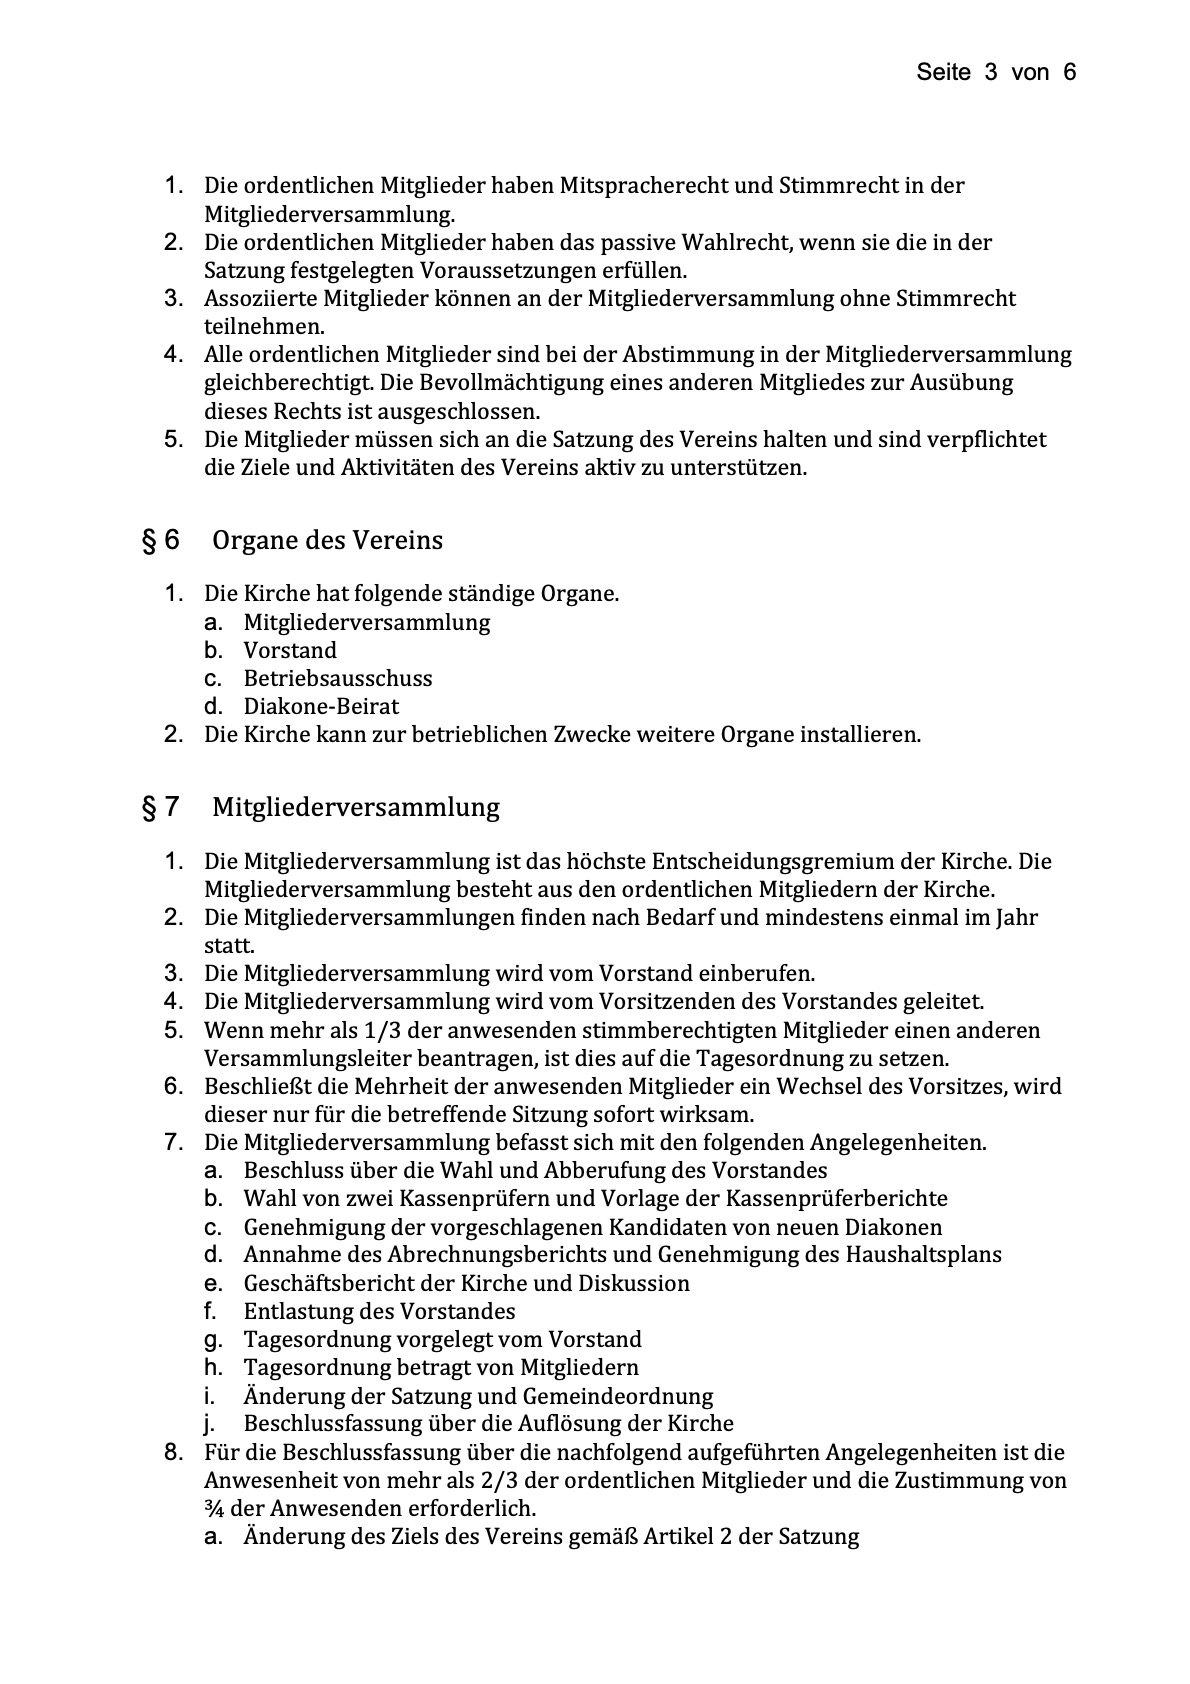 Seite 3 von 6
1. Die ordentlichen Mitglieder haben Mitspracherecht und Stimmrecht in der
Mitgliederversammlung.
2. Die ordentlichen Mitglieder haben das passive Wahlrecht, wenn sie die in der
Satzung festgelegten Voraussetzungen erfüllen.
3. Assoziierte Mitglieder können an der Mitgliederversammlung ohne Stimmrecht
teilnehmen.
4. Alle ordentlichen Mitglieder sind bei der Abstimmung in der Mitgliederversammlung
gleichberechtigt. Die Bevollmächtigung eines anderen Mitgliedes zur Ausübung
dieses Rechts ist ausgeschlossen.
5. Die Mitglieder müssen sich an die Satzung des Vereins halten und sind verpflichtet
die Ziele und Aktivitäten des Vereins aktiv zu unterstützen.
§ 6 Organe des Vereins
1. Die Kirche hat folgende ständige Organe.
a. Mitgliederversammlung
b. Vorstand
c. Betriebsausschuss
d. Diakone-Beirat
2. Die Kirche kann zur betrieblichen Zwecke weitere Organe installieren.
§ 7 Mitgliederversammlung
1. Die Mitgliederversammlung ist das höchste Entscheidungsgremium der Kirche. Die
Mitgliederversammlung besteht aus den ordentlichen Mitgliedern der Kirche.
2. Die Mitgliederversammlungen finden nach Bedarf und mindestens einmal im Jahr
statt.
3. Die Mitgliederversammlung wird vom Vorstand einberufen.
4. Die Mitgliederversammlung wird vom Vorsitzenden des Vorstandes geleitet.
5. Wenn mehr als 1/3 der anwesenden stimmberechtigten Mitglieder einen anderen
Versammlungsleiter beantragen, ist dies auf die Tagesordnung zu setzen.
6. Beschließt die Mehrheit der anwesenden Mitglieder ein Wechsel des Vorsitzes, wird
dieser nur für die betreffende Sitzung sofort wirksam.
7. Die Mitgliederversammlung befasst sich mit den folgenden Angelegenheiten.
a. Beschluss über die Wahl und Abberufung des Vorstandes
b. Wahl von zwei Kassenprüfern und Vorlage der Kassenprüferberichte
c. Genehmigung der vorgeschlagenen Kandidaten von neuen Diakonen
d. Annahme des Abrechnungsberichts und Genehmigung des Haushaltsplans
e. Geschäftsbericht der Kirche und Diskussion
f. Entlastung des Vorstandes
g. Tagesordnung vorgelegt vom Vorstand
h. Tagesordnung betragt von Mitgliedern
i. Änderung der Satzung und Gemeindeordnung
j. Beschlussfassung über die Auflösung der Kirche
8. Für die Beschlussfassung über die nachfolgend aufgeführten Angelegenheiten ist die
Anwesenheit von mehr als 2/3 der ordentlichen Mitglieder und die Zustimmung von
¾ der Anwesenden erforderlich.
a. Änderung des Ziels des Vereins gemäß Artikel 2 der Satzung